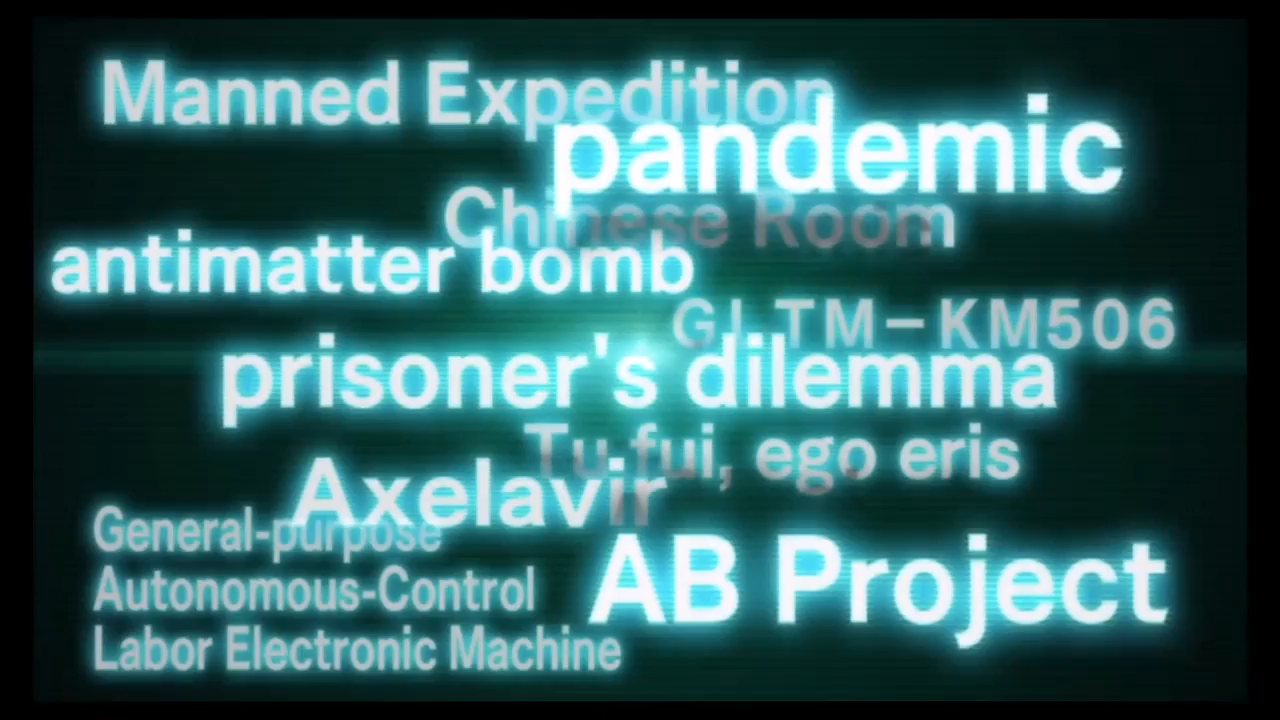 Manned Expedition
pandemic
Chinese Room
antimatter bomb
GLTM-KM506
prisoner's dilemma
Tu fui, ego eris
Axelavir
General-purpose
Autonomous-Control
Labor Electronic Machine
AB Project